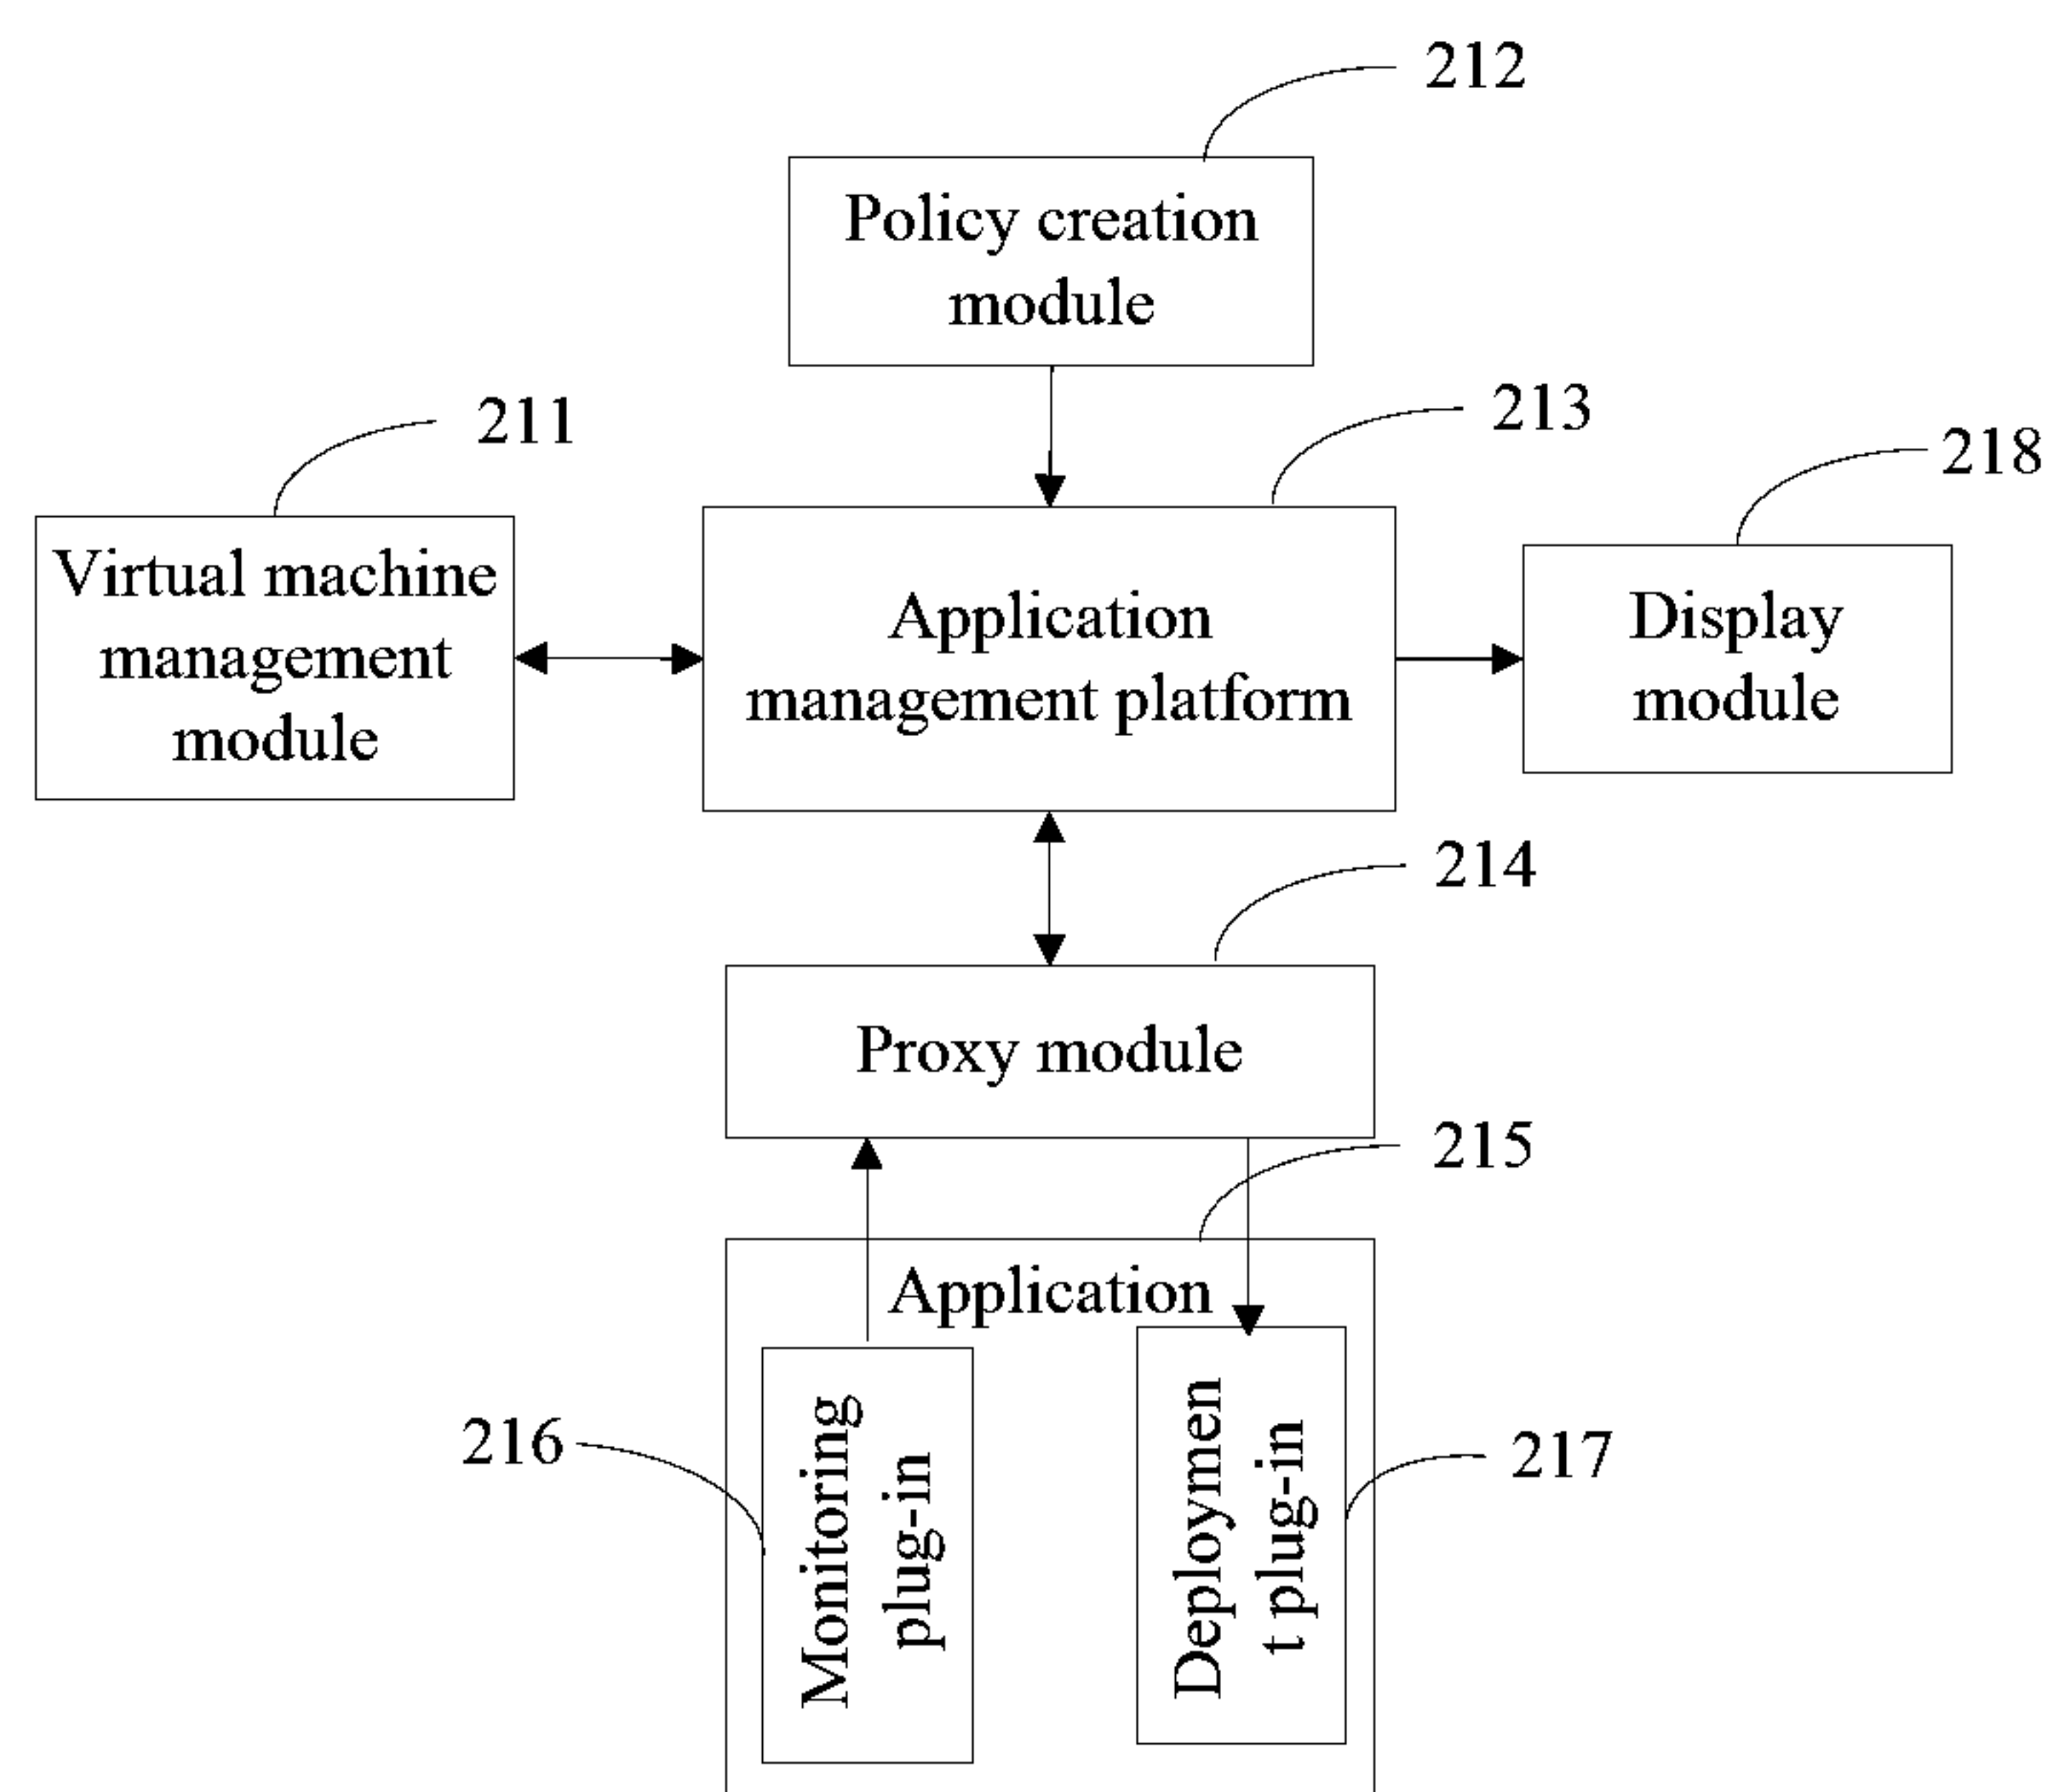 212
Policy creation
module
211
213
218
Virtual machine
management
module
Application
management platform
Display
module
214
Proxy module
215
Application
216
Monitoring
plug-in
Deploymen
t plug-in
217